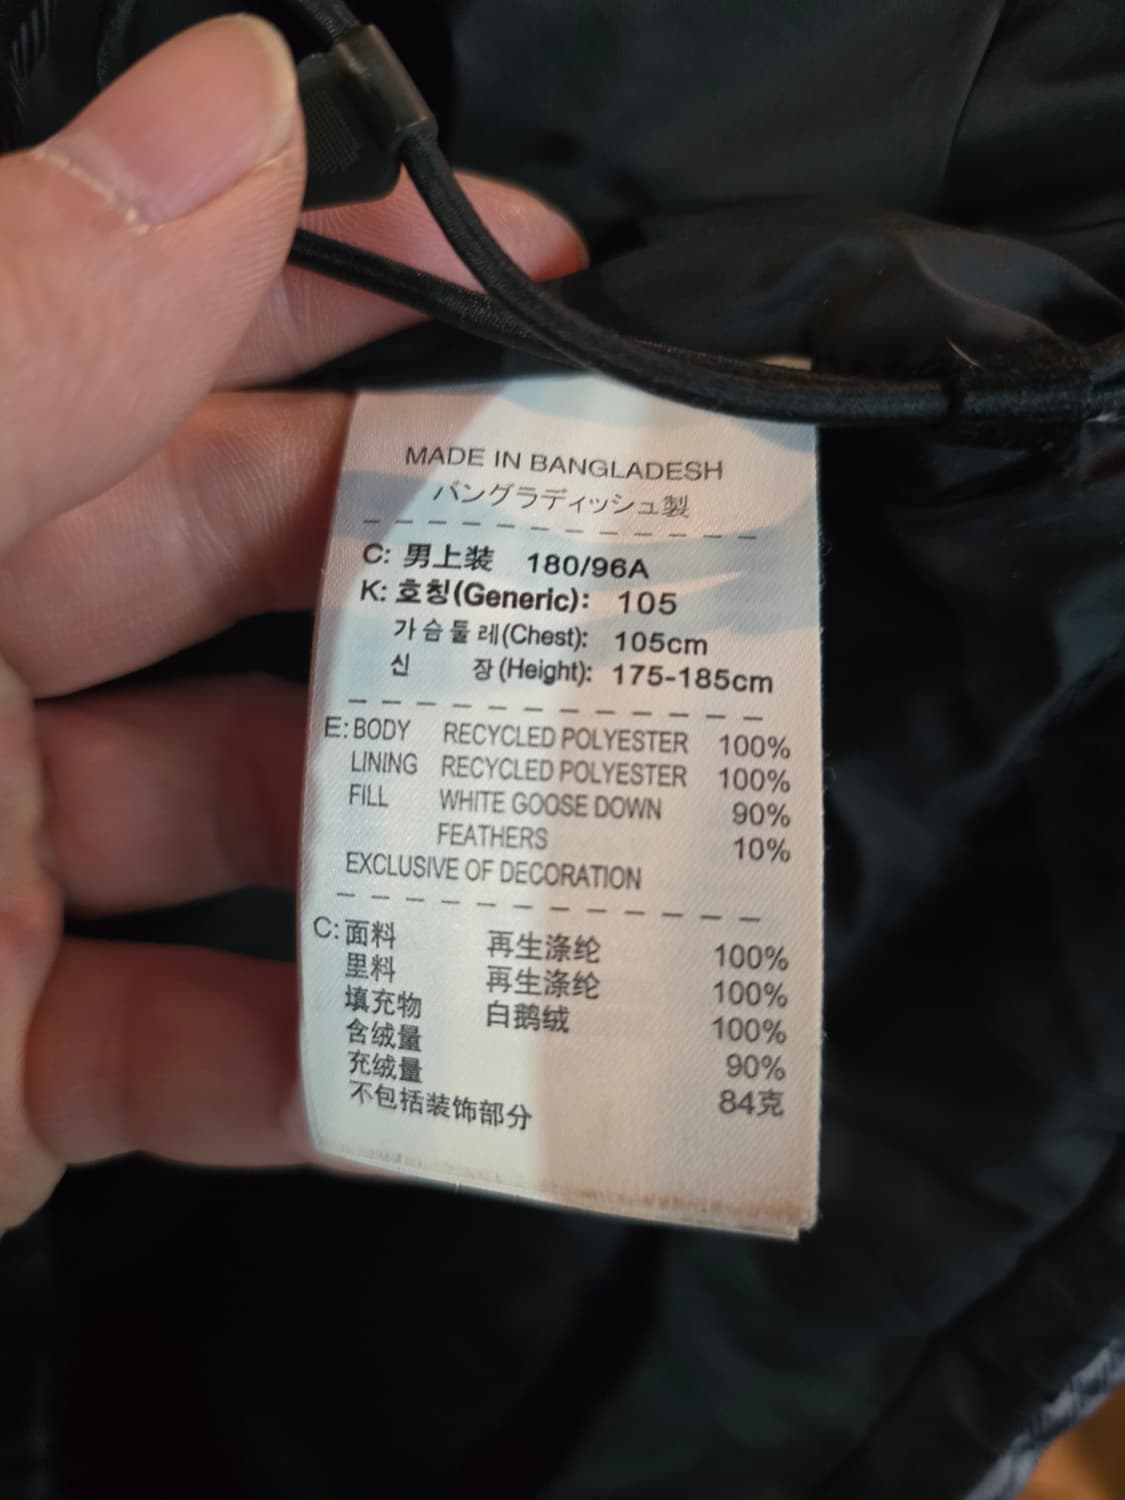 MADE IN BANGLADESH
バングラディッシュ製
C: 男上装 180/96A
K: 호칭(Generic): 105
가슴둘레(Chest): 105cm
신 장(Height): 175-185cm
E: BODY RECYCLED POLYESTER 100%
LINING RECYCLED POLYESTER 100%
FILL WHITE GOOSE DOWN 90%
FEATHERS 10%
EXCLUSIVE OF DECORATION
C: 面料 再生涤纶 100%
里料 再生涤纶 100%
填充物 白鹅绒 100%
含绒量 90%
充绒量 84克
不包括装饰部分